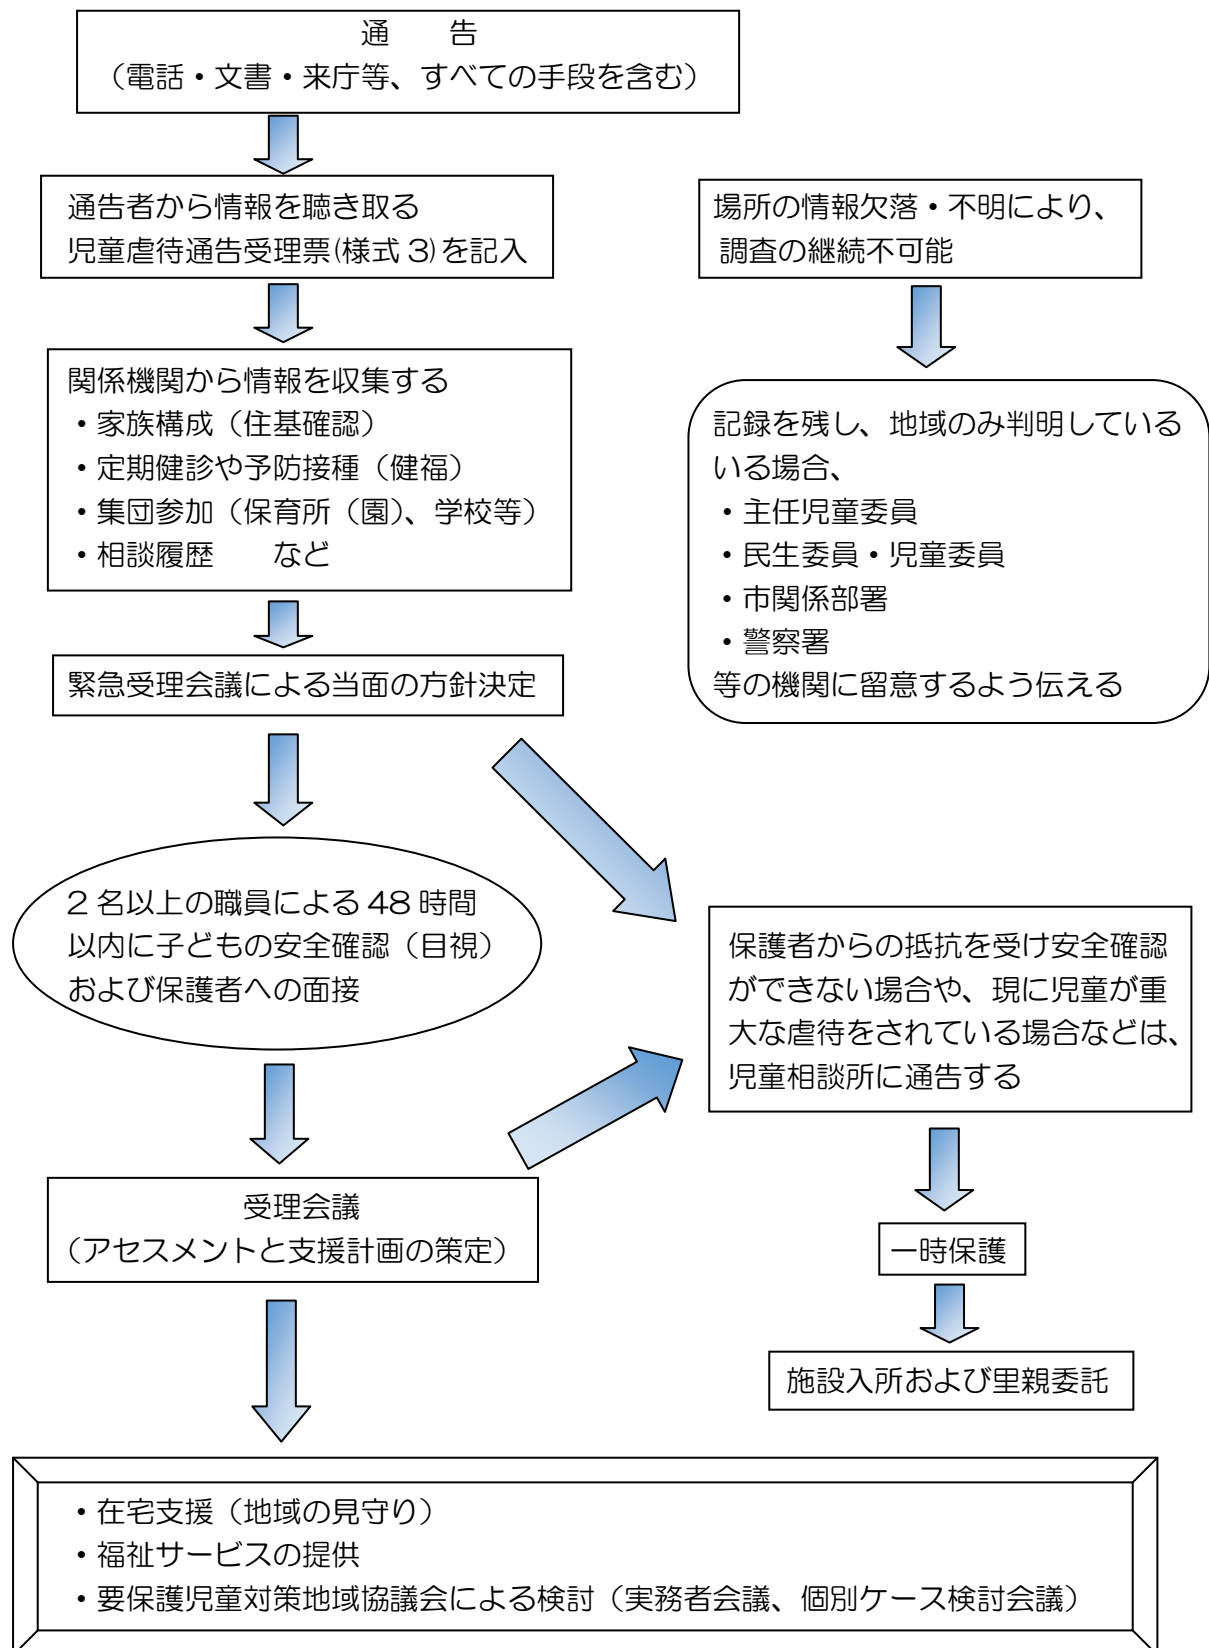 通　　告
（電話・文書・来庁等、すべての手段を含む）
通告者から情報を聴き取る
児童虐待通告受理票(様式3)を記入
関係機関から情報を収集する
・家族構成（住基確認）
・定期健診や予防接種（健福）
・集団参加（保育所（園）、学校等）
・相談履歴　　など
緊急受理会議による当面の方針決定
2名以上の職員による48時間
以内に子どもの安全確認（目視）
および保護者への面接
受理会議
（アセスメントと支援計画の策定）
場所の情報欠落・不明により、
調査の継続不可能
記録を残し、地域のみ判明している
いる場合、
・主任児童委員
・民生委員・児童委員
・市関係部署
・警察署
等の機関に留意するよう伝える
保護者からの抵抗を受け安全確認
ができない場合や、現に児童が重
大な虐待をされている場合などは、
児童相談所に通告する
一時保護
施設入所および里親委託
・在宅支援（地域の見守り）
・福祉サービスの提供
・要保護児童対策地域協議会による検討（実務者会議、個別ケース検討会議）